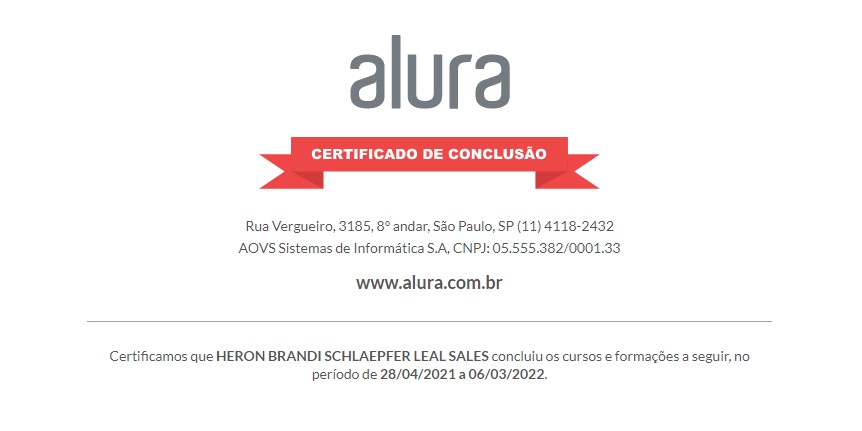 alura
CERTIFICADO DE CONCLUSÃO
Rua Vergueiro, 3185, 8º andar, São Paulo, SP (11) 4118-2432
AOVS Sistemas de Informática S.A, CNPJ: 05.555.382/0001.33
www.alura.com.br
Certificamos que HERON BRANDI SCHLAEPFER LEAL SALES concluiu os cursos e formações a seguir, no
período de 28/04/2021 a 06/03/2022.